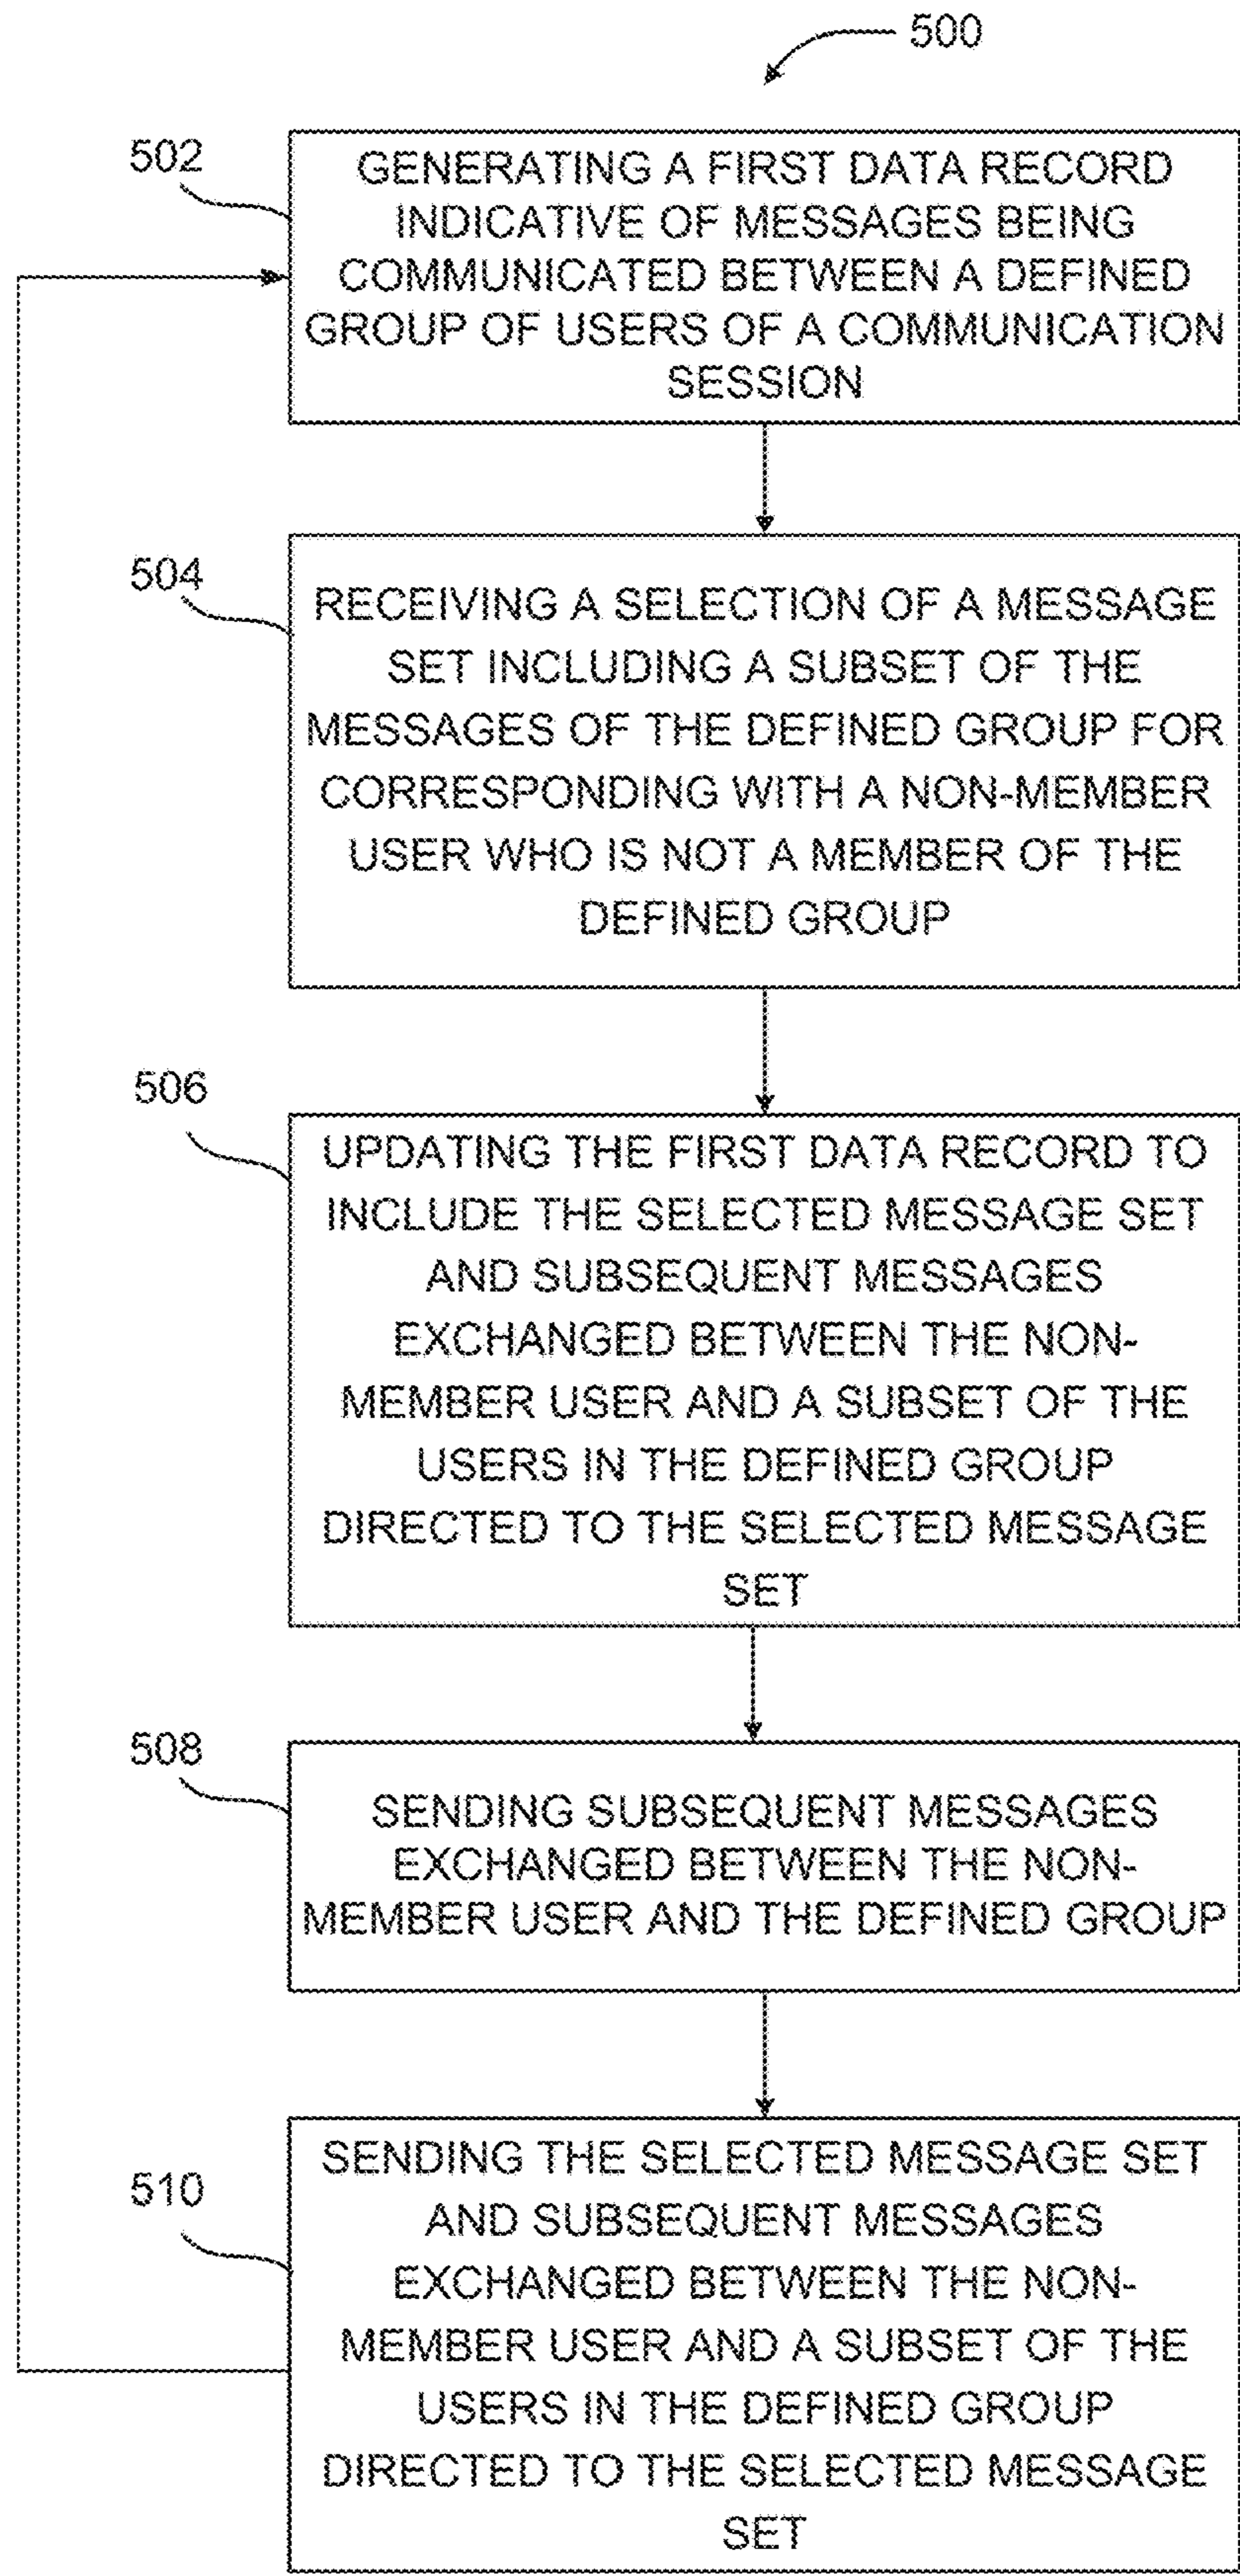 500
502
GENERATING A FIRST DATA RECORD
INDICATIVE OF MESSAGES BEING
COMMUNICATED BETWEEN A DEFINED
GROUP OF USERS OF A COMMUNICATION
SESSION
504
RECEIVING A SELECTION OF A MESSAGE
SET INCLUDING A SUBSET OF THE
MESSAGES OF THE DEFINED GROUP FOR
CORRESPONDING WITH A NON-MEMBER
USER WHO IS NOT A MEMBER OF THE
DEFINED GROUP
506
UPDATING THE FIRST DATA RECORD TO
INCLUDE THE SELECTED MESSAGE SET
AND SUBSEQUENT MESSAGES
EXCHANGED BETWEEN THE NON-
MEMBER USER AND A SUBSET OF THE
USERS IN THE DEFINED GROUP
DIRECTED TO THE SELECTED MESSAGE
SET
508
SENDING SUBSEQUENT MESSAGES
EXCHANGED BETWEEN THE NON-
MEMBER USER AND THE DEFINED GROUP
510
SENDING THE SELECTED MESSAGE SET
AND SUBSEQUENT MESSAGES
EXCHANGED BETWEEN THE NON-
MEMBER USER AND A SUBSET OF THE
USERS IN THE DEFINED GROUP
DIRECTED TO THE SELECTED MESSAGE
SET